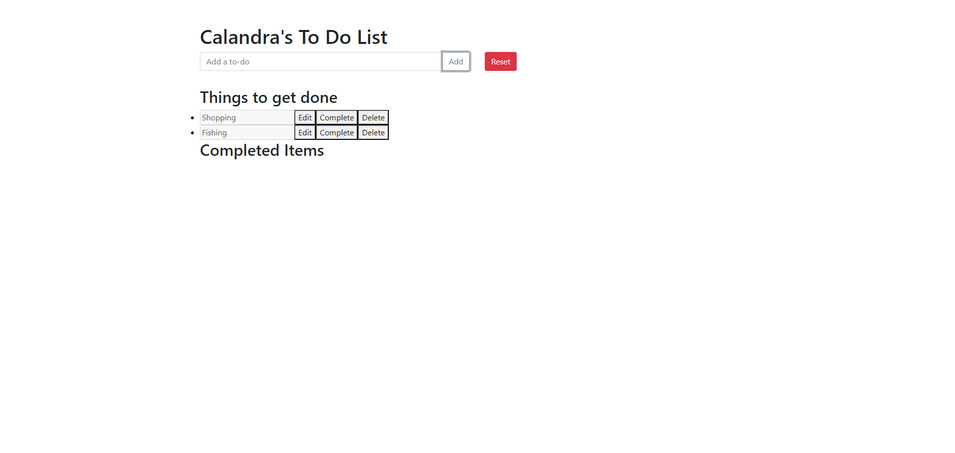 Calandra's To Do List
Add a to-do Add Reset
Things to get done
Shopping Edit Complete Delete
Fishing Edit Complete Delete
Completed Items